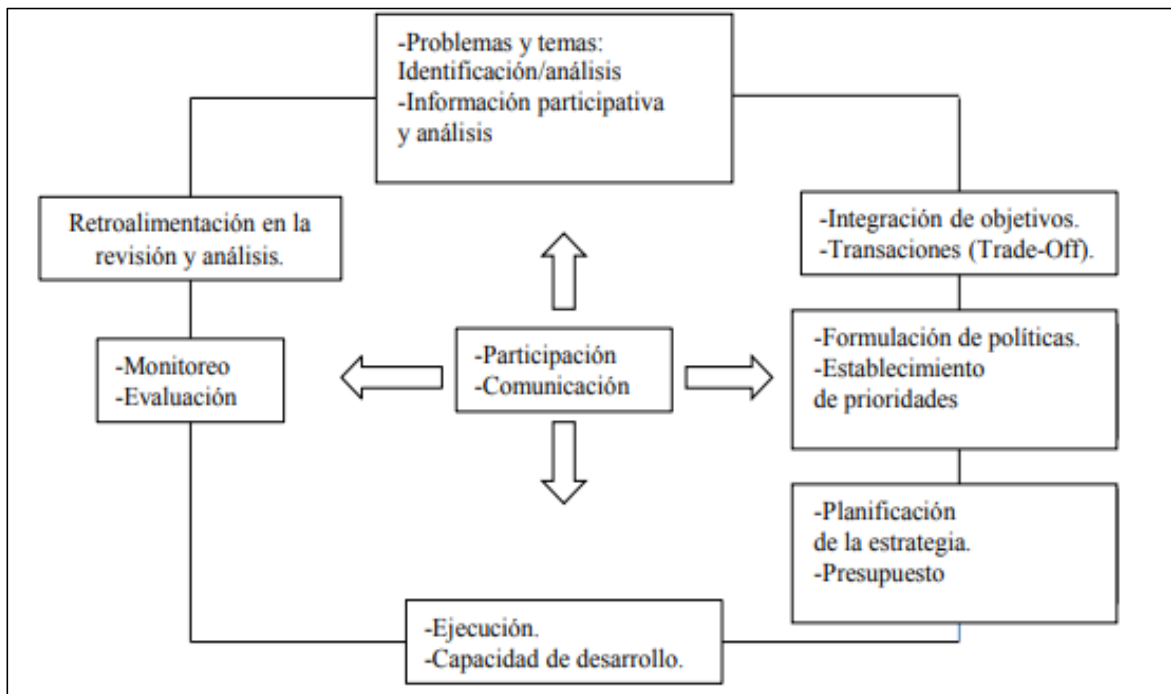 -Problemas y temas:
Identificación/análisis
-Información participativa
y análisis
Retroalimentación en la
revisión y análisis.
-Integración de objetivos.
-Transaciones (Trade-Off).
-Monitoreo
-Evaluación
-Participación
-Comunicación
-Formulación de políticas.
-Establecimiento
de prioridades
-Planificación
de la estrategia.
-Presupuesto
-Ejecución.
-Capacidad de desarrollo.